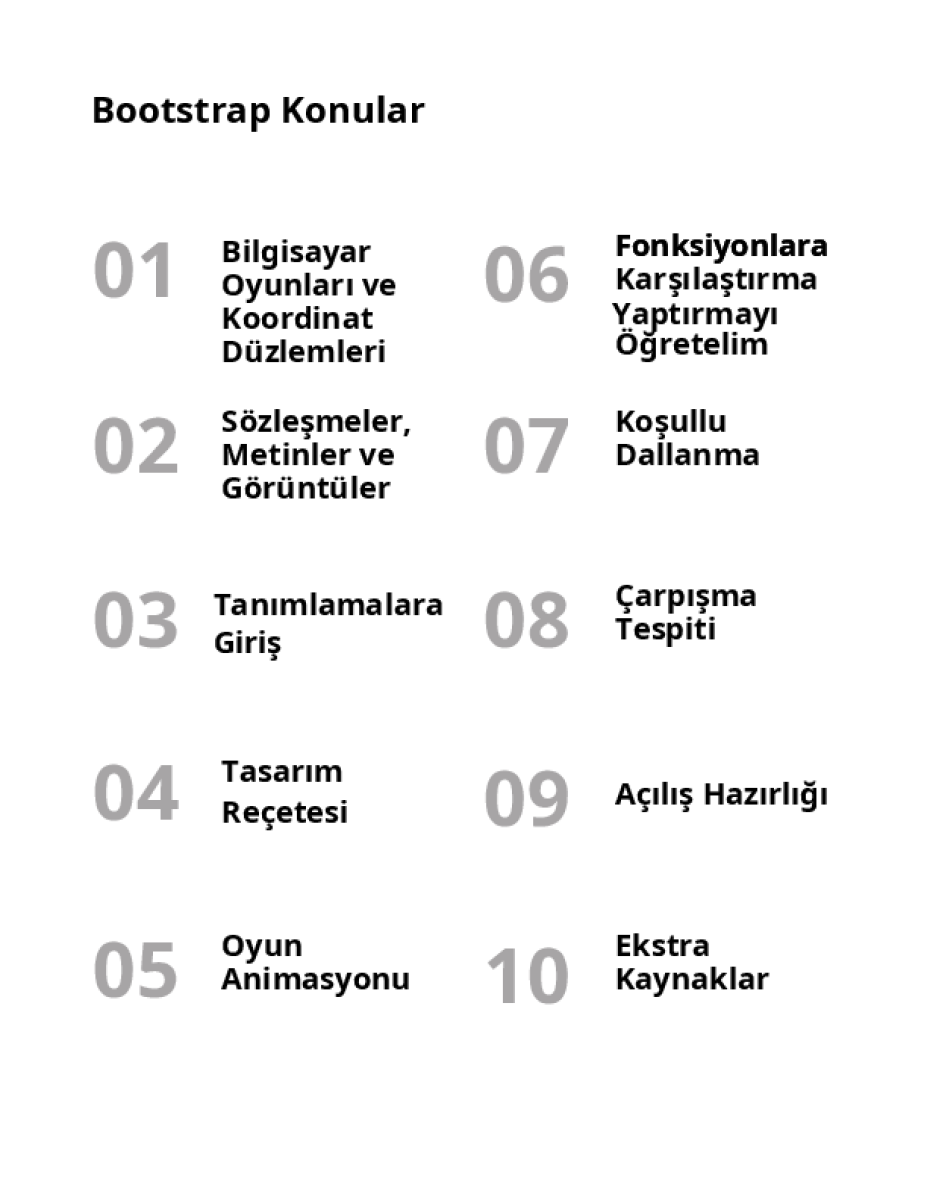 Bootstrap Konular
01
Bilgisayar
Oyunları ve
Koordinat
Düzlemleri
02
Sözleşmeler,
Metinler ve
Görüntüler
03
Tanımlamalara
Giriş
04
Tasarım
Reçetesi
05
Oyun
Animasyonu
06
Fonksiyonlara
Karşılaştırma
Yaptırmayı
Öğretelim
07
Koşullu
Dallanma
08
Çarpışma
Tespiti
09
Açılış Hazırlığı
10
Ekstra
Kaynaklar